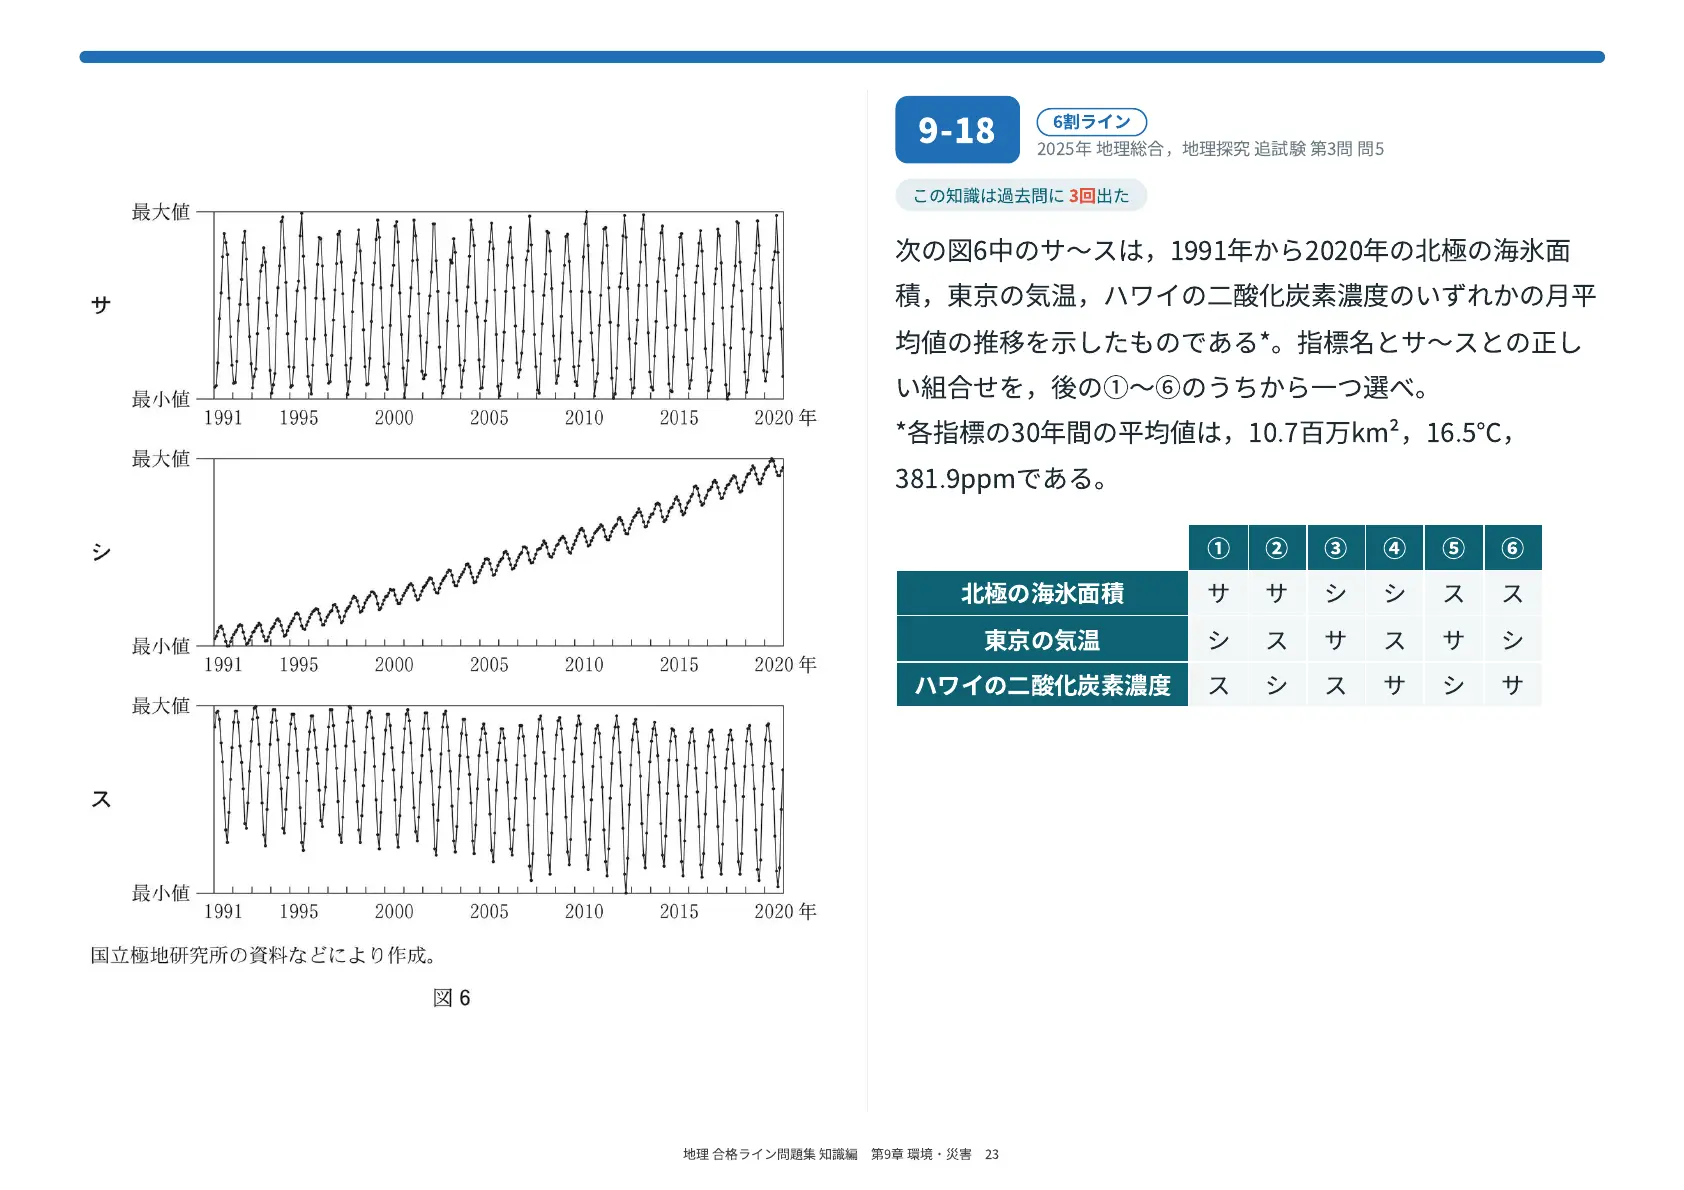 最大値
サ
最小値
1991 1995 2000 2005 2010 2015 2020 年
最大値
シ
最小値
1991 1995 2000 2005 2010 2015 2020 年
最大値
ス
最小値
1991 1995 2000 2005 2010 2015 2020 年
国立極地研究所の資料などにより作成。
図 6
9-18
6割ライン
2025年 地理総合，地理探究 追試験 第3問 問5
この知識は過去問に 3回出た
次の図6中のサ～スは，1991年から2020年の北極の海氷面
積，東京の気温，ハワイの二酸化炭素濃度のいずれかの月平
均値の推移を示したものである*。指標名とサ～スとの正し
い組合せを，後の①～⑥のうちから一つ選べ。
*各指標の30年間の平均値は，10.7百万km²，16.5℃，
381.9ppmである。
① ② ③ ④ ⑤ ⑥
北極の海氷面積 サ サ シ シ ス ス
東京の気温 シ ス サ ス サ シ
ハワイの二酸化炭素濃度 ス シ ス サ シ サ
地理 合格ライン問題集 知識編　第9章 環境・災害　23